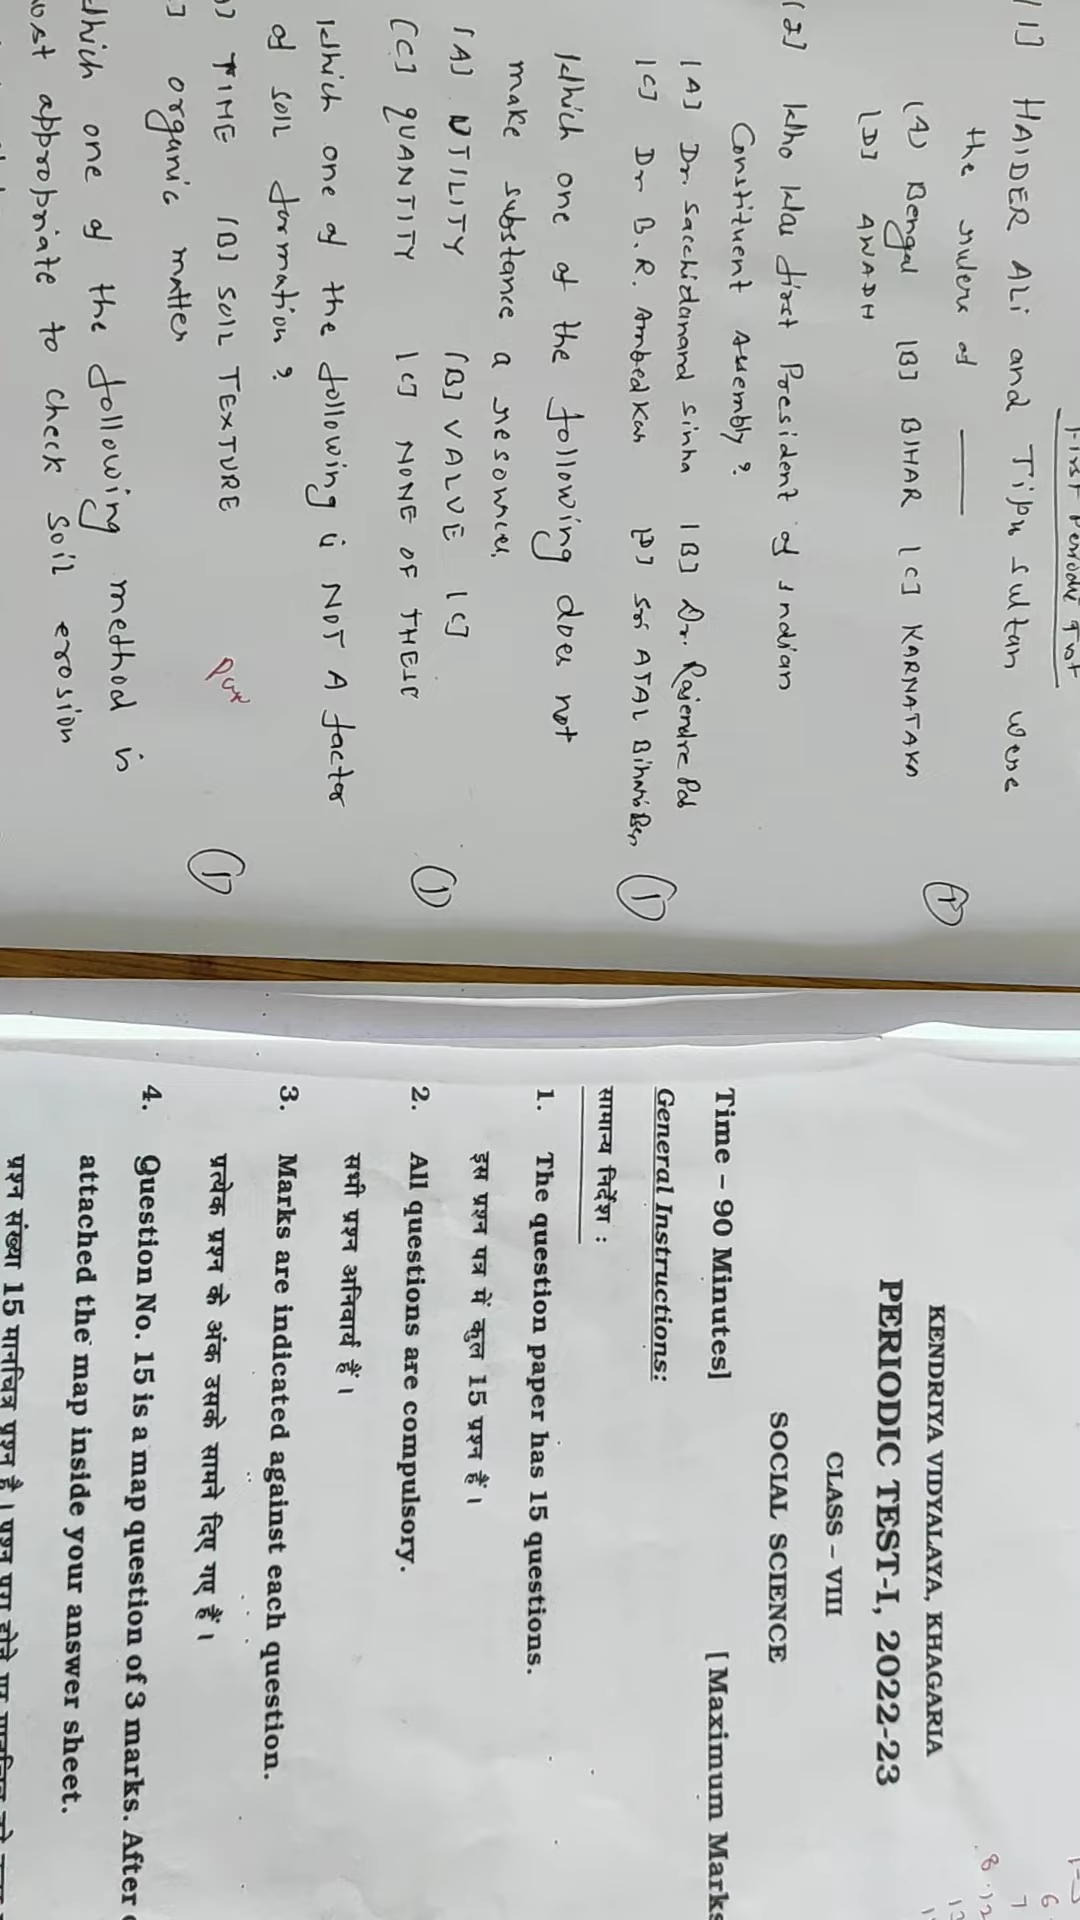 First Periodic Test
1] HAIDER ALI and Tipu sultan were
the rulers of ______
(A) Bengal [B] BIHAR [C] KARNATAKA
[D] AWADH
(1)
[2] Who Was first President of Indian
Constituent Assembly?
[A] Dr. Sacchidanand sinha [B] Dr. Rajendra Pd
[C] Dr B.R. Ambedkar [D] Sri ATAL Bihari
(1)
Which one of the following does not
make substance a resources.
[A] UTILITY [B] VALUE [C]
[C] QUANTITY [C] NONE OF THESE
(1)
Which one of the following is NOT A factor
of soil formation?
TIME [B] SOIL TEXTURE
organic matter
(1)
Which one of the following method is
most appropriate to check soil erosion
KENDRIYA VIDYALAYA, KHAGARIA
PERIODIC TEST-I, 2022-23
CLASS – VIII
SOCIAL SCIENCE
Time – 90 Minutes] [Maximum Marks
General Instructions:
सामान्य निर्देश :
1. The question paper has 15 questions.
इस प्रश्न पत्र में कुल 15 प्रश्न हैं।
2. All questions are compulsory.
सभी प्रश्न अनिवार्य हैं।
3. Marks are indicated against each question.
प्रत्येक प्रश्न के अंक उसके सामने दिए गए हैं।
4. Question No. 15 is a map question of 3 marks. After
attached the map inside your answer sheet.
प्रश्न संख्या 15 मानचित्र प्रश्न है।